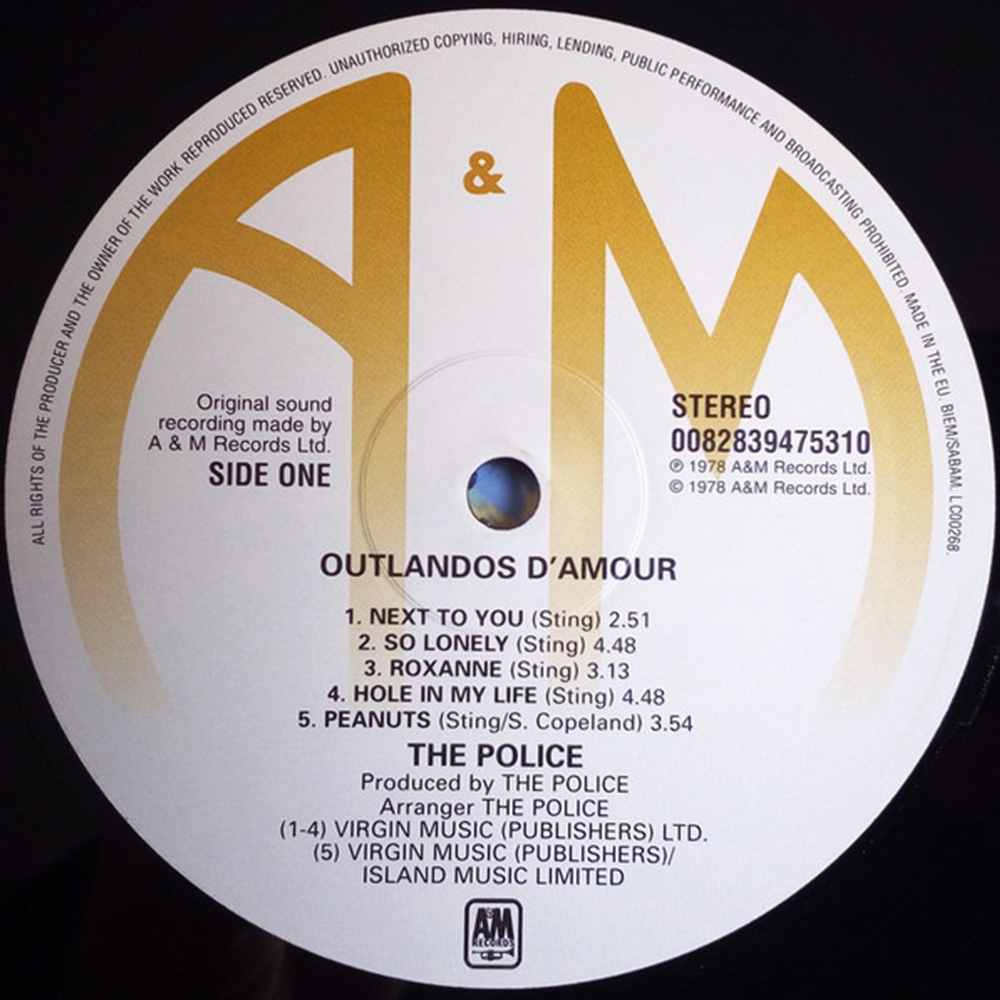 ALL RIGHTS OF THE PRODUCER AND THE OWNER OF THE WORK REPRODUCED RESERVED. UNAUTHORIZED COPYING, HIRING, LENDING, PUBLIC PERFORMANCE AND BROADCASTING PROHIBITED. MADE IN THE EU. BIEM/SABAM. LC00268.
A & M
Original sound
recording made by
A & M Records Ltd.
SIDE ONE
STEREO
0082839475310
℗ 1978 A&M Records Ltd.
© 1978 A&M Records Ltd.
OUTLANDOS D'AMOUR
1. NEXT TO YOU (Sting) 2.51
2. SO LONELY (Sting) 4.48
3. ROXANNE (Sting) 3.13
4. HOLE IN MY LIFE (Sting) 4.48
5. PEANUTS (Sting/S. Copeland) 3.54
THE POLICE
Produced by THE POLICE
Arranger THE POLICE
(1-4) VIRGIN MUSIC (PUBLISHERS) LTD.
(5) VIRGIN MUSIC (PUBLISHERS)/
ISLAND MUSIC LIMITED
A&M
RECORDS